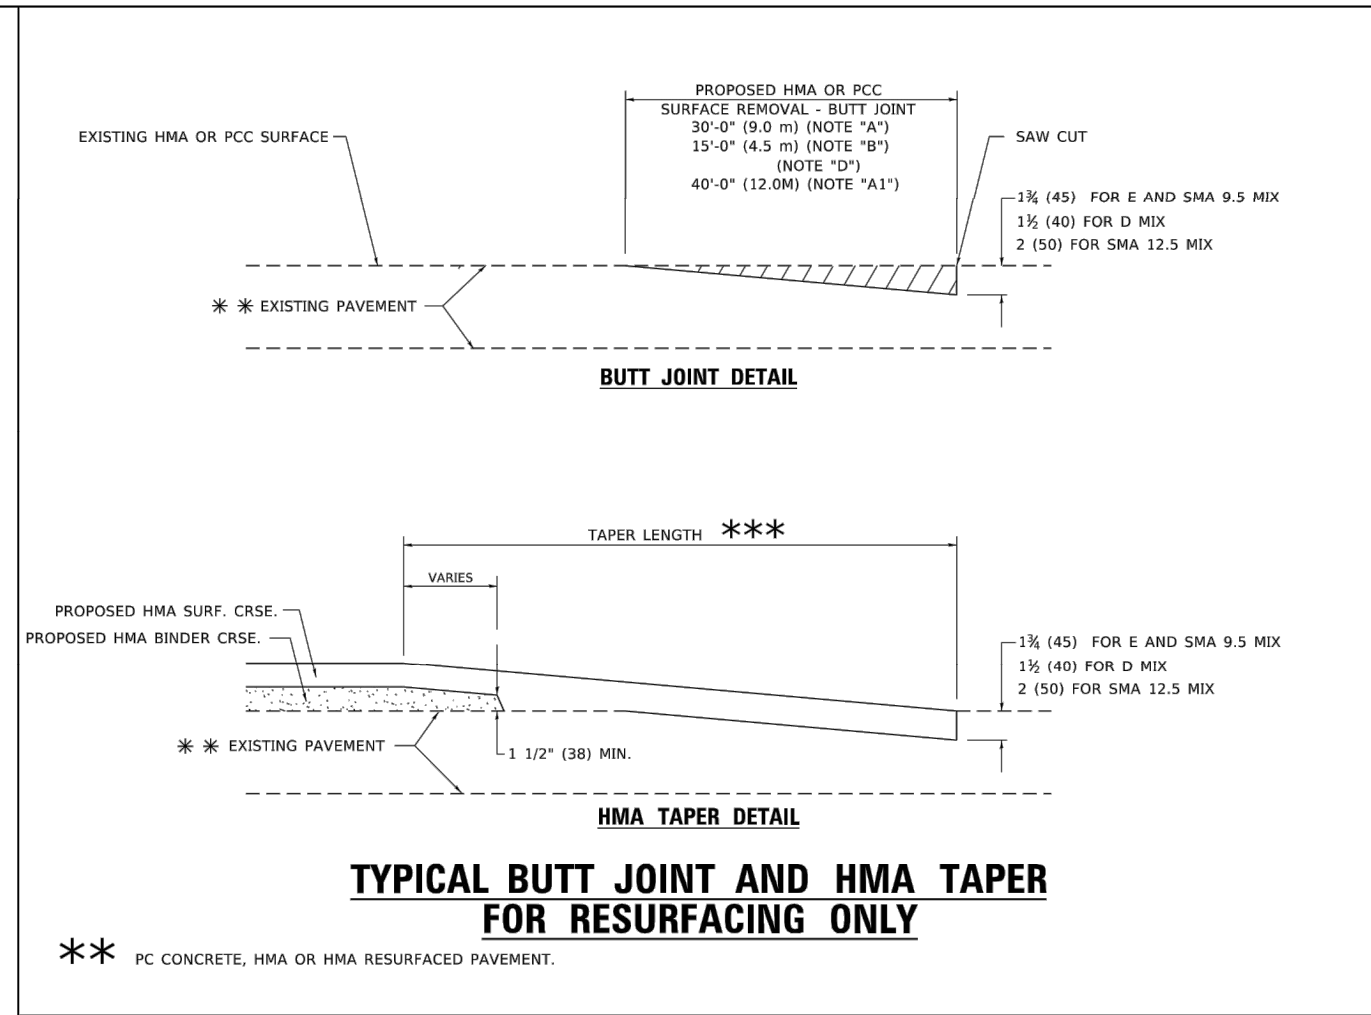 PROPOSED HMA OR PCC
SURFACE REMOVAL - BUTT JOINT
30'-0" (9.0 m) (NOTE "A")
15'-0" (4.5 m) (NOTE "B")
(NOTE "D")
40'-0" (12.0M) (NOTE "A1")
EXISTING HMA OR PCC SURFACE
SAW CUT
1¾ (45) FOR E AND SMA 9.5 MIX
1½ (40) FOR D MIX
2 (50) FOR SMA 12.5 MIX
* * EXISTING PAVEMENT
BUTT JOINT DETAIL
TAPER LENGTH ***
VARIES
PROPOSED HMA SURF. CRSE.
PROPOSED HMA BINDER CRSE.
1¾ (45) FOR E AND SMA 9.5 MIX
1½ (40) FOR D MIX
2 (50) FOR SMA 12.5 MIX
* * EXISTING PAVEMENT
1 1/2" (38) MIN.
HMA TAPER DETAIL
TYPICAL BUTT JOINT AND HMA TAPER
FOR RESURFACING ONLY
** PC CONCRETE, HMA OR HMA RESURFACED PAVEMENT.